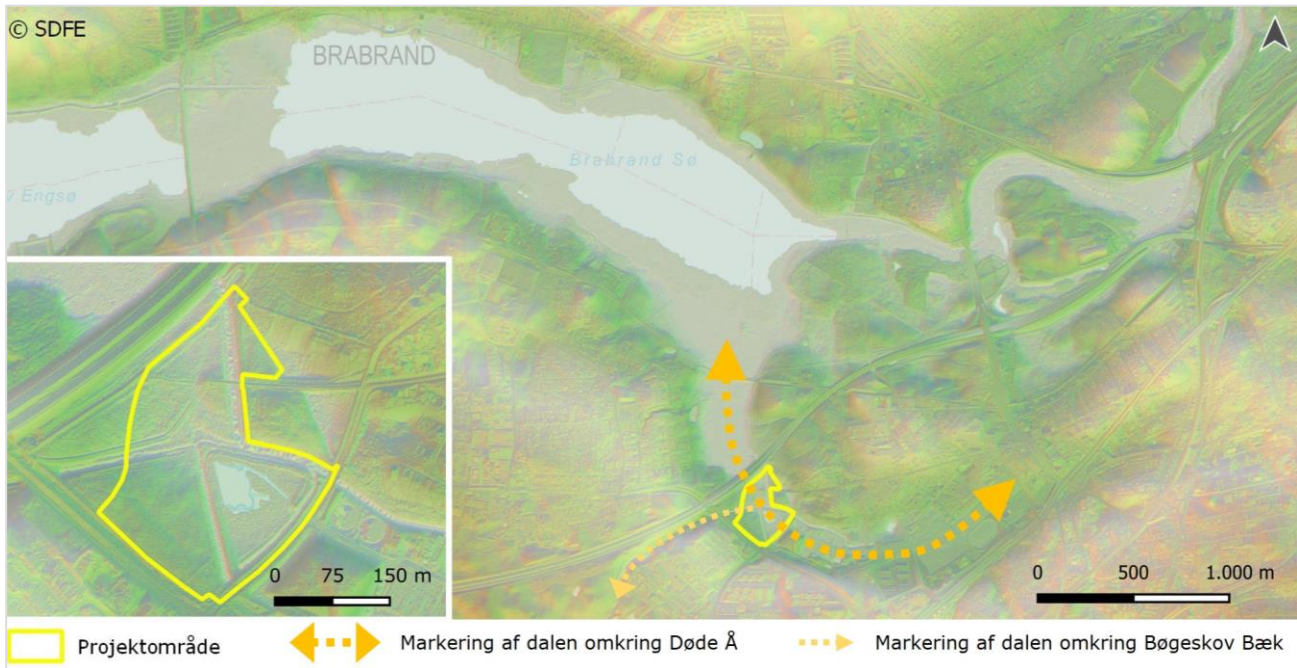 © SDFE
BRABRAND
Brabrand Sø
Engsø
0 75 150 m
0 500 1.000 m
Projektområde
Markering af dalen omkring Døde Å
Markering af dalen omkring Bøgeskov Bæk